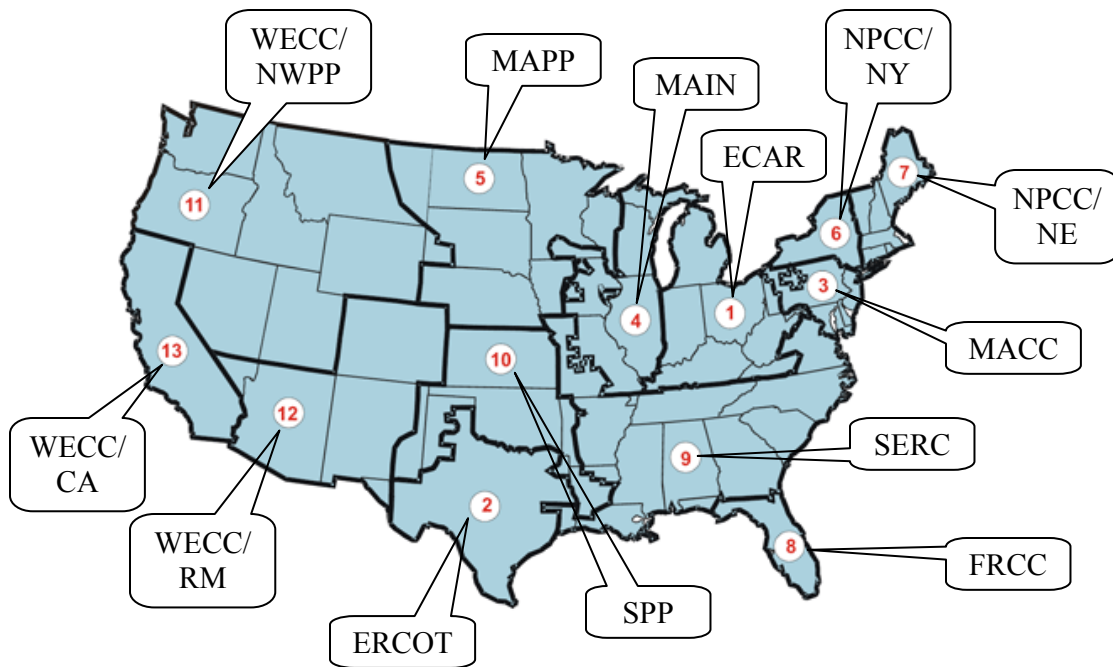 WECC/
NWPP
MAPP
MAIN
NPCC/
NY
ECAR
NPCC/
NE
MACC
SERC
FRCC
SPP
ERCOT
WECC/
RM
WECC/
CA
11
5
7
6
3
1
4
13
10
12
9
2
8